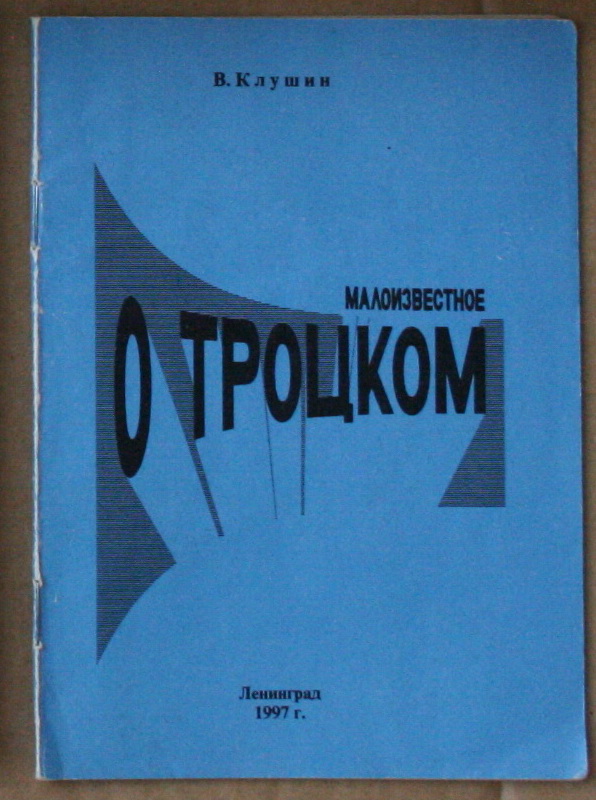 В. Клушин
МАЛОИЗВЕСТНОЕ
О ТРОЦКОМ
Ленинград
1997 г.